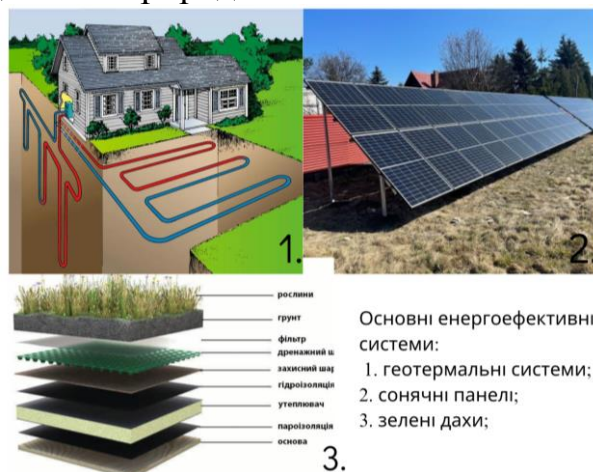 1.
2.
рослини
грунт
фільтр
дренажний
захисний шар
гідроізоляція
утеплювач
пароізоляція
основа
3.
Основні енергоефективні
системи:
1. геотермальні системи;
2. сонячні панелі;
3. зелені дахи;